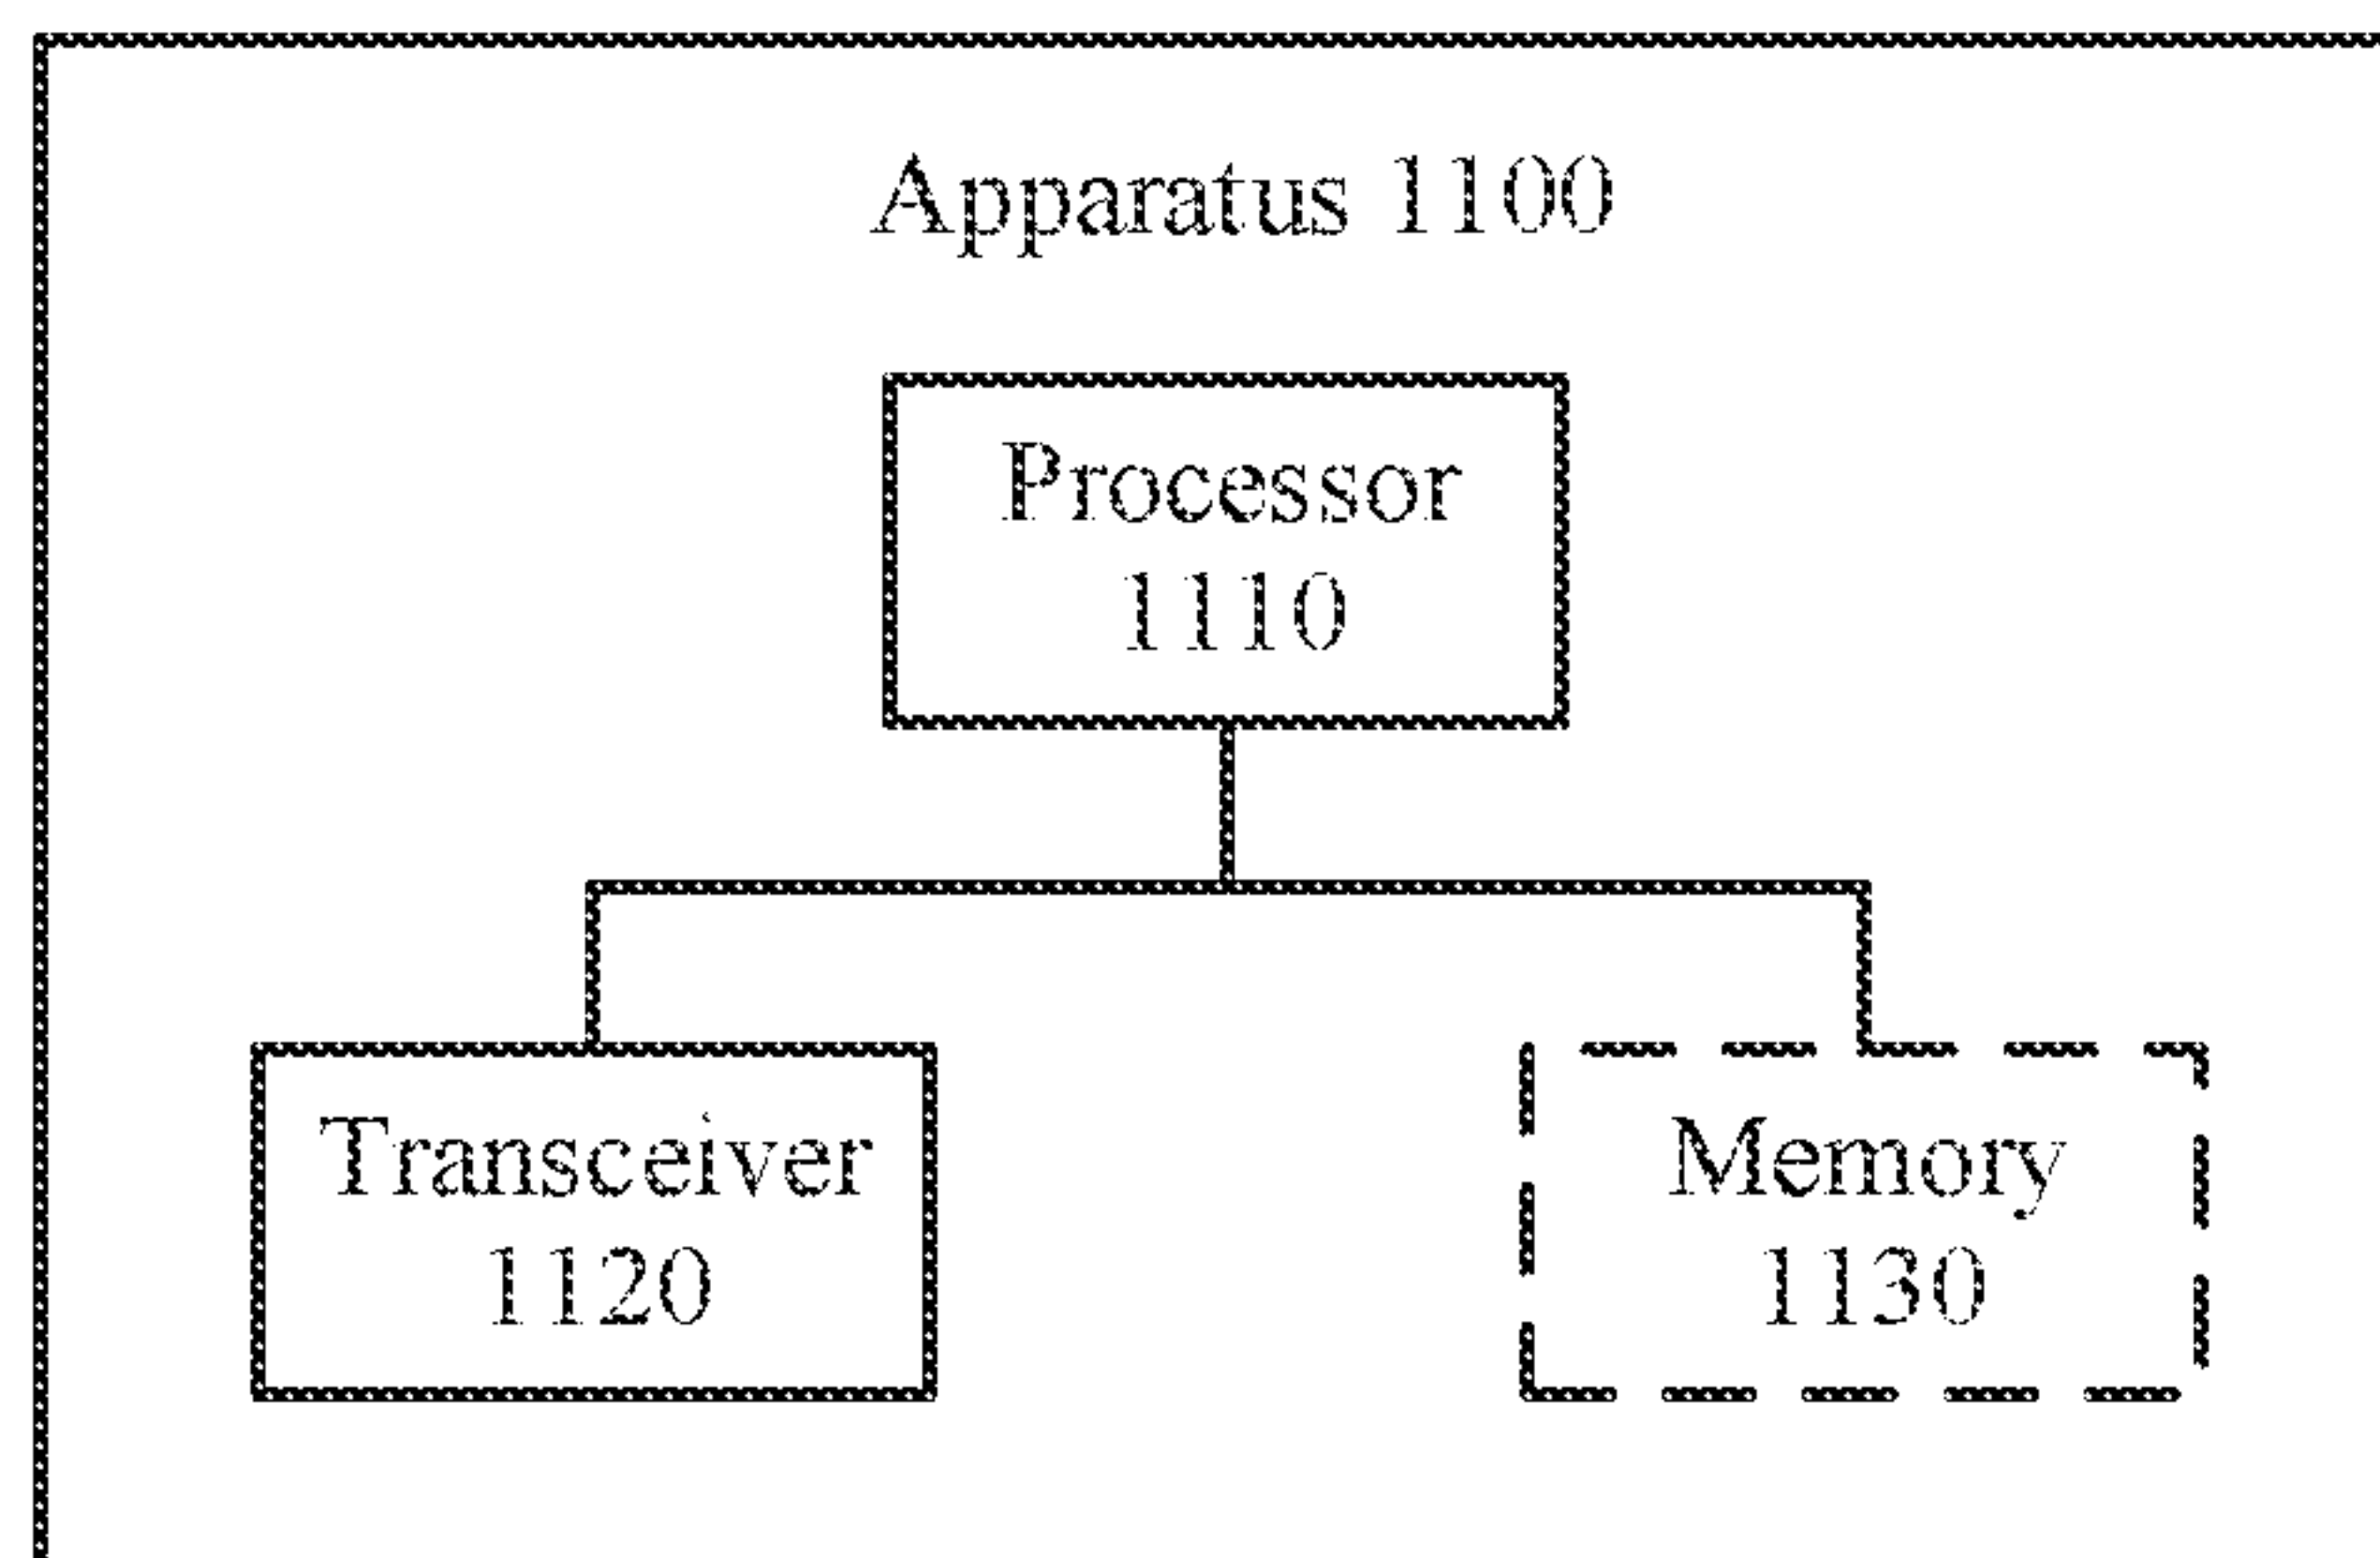 Apparatus 1100
Processor
1110
Transceiver
1120
Memory
1130